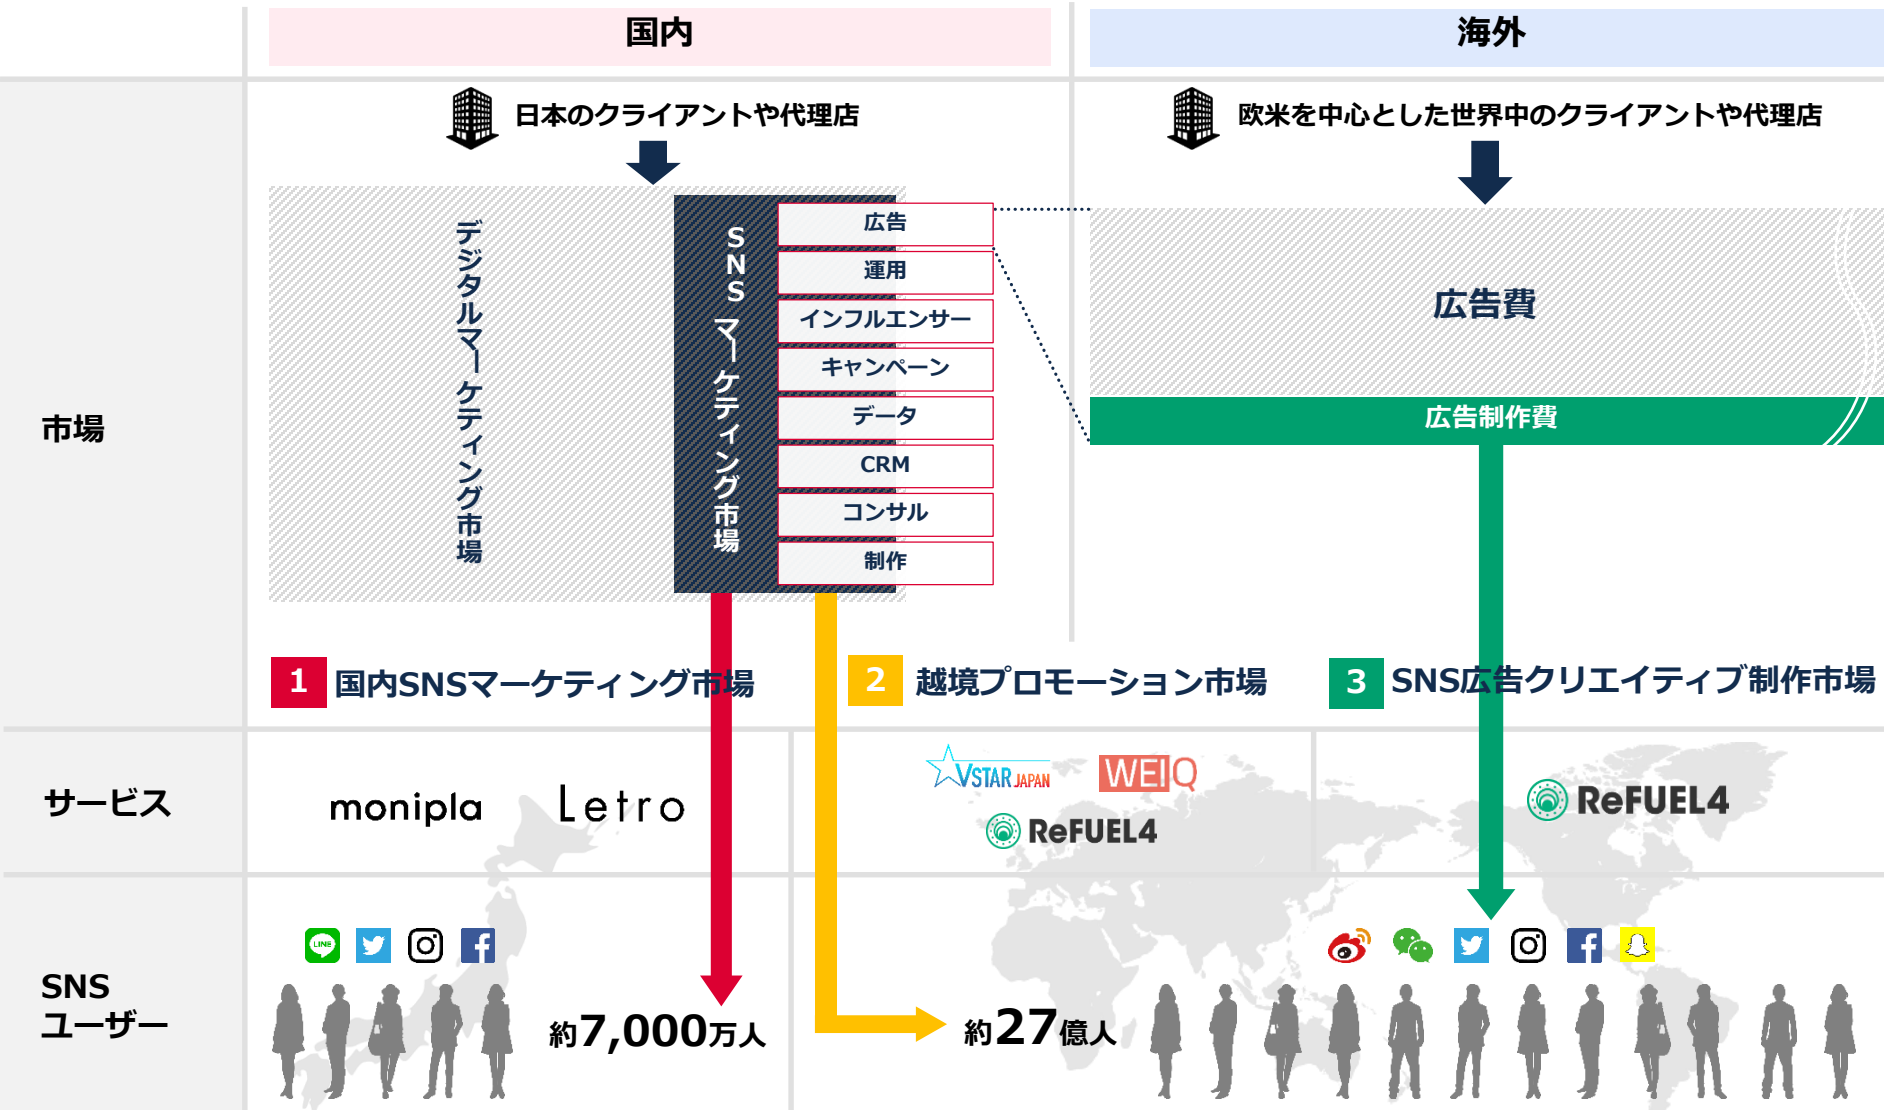 国内
海外
日本のクライアントや代理店
欧米を中心とした世界中のクライアントや代理店
市場
デジタルマーケティング市場
SNS マーケティング市場
広告
運用
インフルエンサー
キャンペーン
データ
CRM
コンサル
制作
広告費
広告制作費
1 国内SNSマーケティング市場
2 越境プロモーション市場
3 SNS広告クリエイティブ制作市場
サービス
monipla
Letro
VSTAR JAPAN
WEIQ
ReFUEL4
ReFUEL4
SNS
ユーザー
LINE
約7,000万人
約27億人